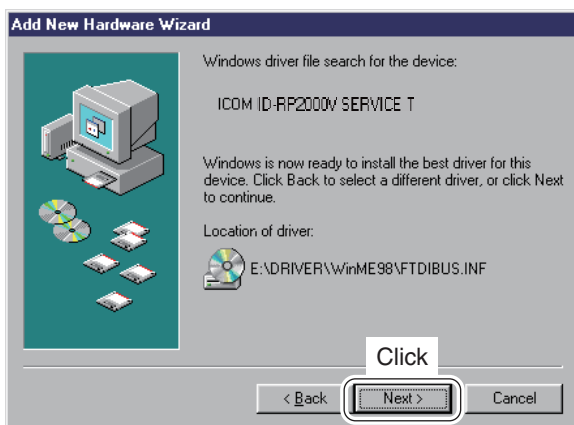 Add New Hardware Wizard
Windows driver file search for the device:
ICOM ID-RP2000V SERVICE T
Windows is now ready to install the best driver for this
device. Click Back to select a different driver, or click Next
to continue.
Location of driver:
E:\DRIVER\WinME98\FTDIBUS.INF
Click
< Back Next > Cancel